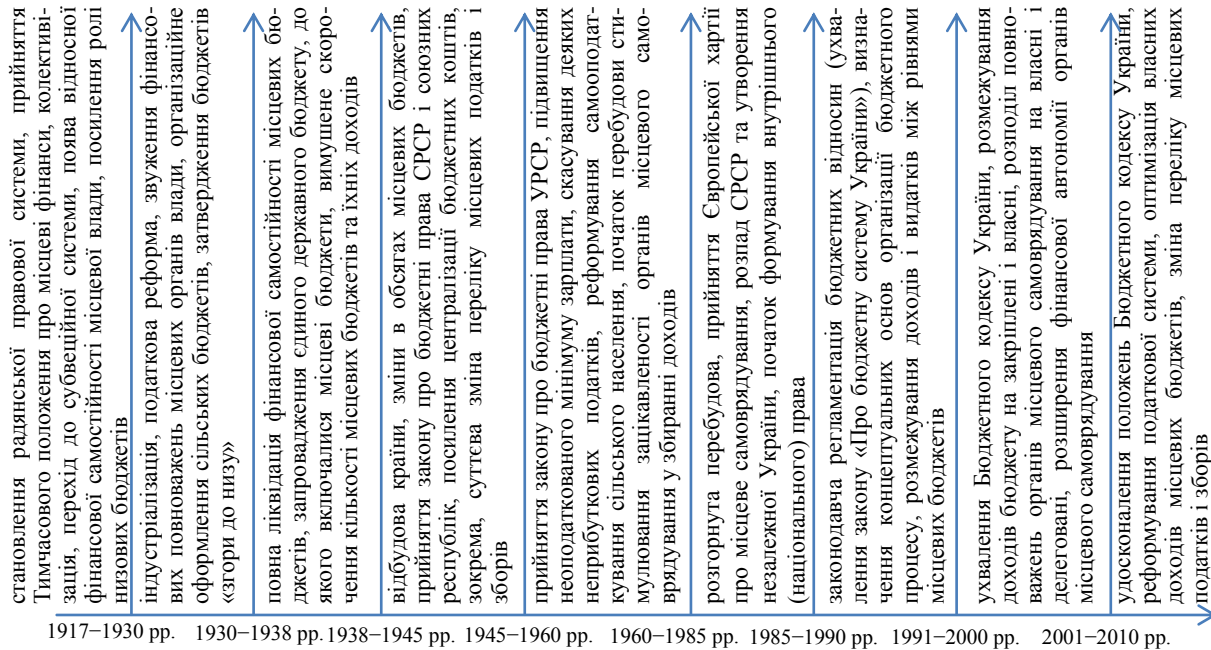 становлення радянської правової системи, прийняття
Тимчасового положення про місцеві фінанси, колективі-
зація, перехід до субвеційної системи, поява відносної
фінансової самостійності місцевої влади, посилення ролі
низових бюджетів
індустріалізація, податкова реформа, звуження фінансо-
вих повноважень місцевих органів влади, організаційне
оформлення сільських бюджетів, затвердження бюджетів
«згори до низу»
повна ліквідація фінансової самостійності місцевих бю-
джетів, запровадження єдиного державного бюджету, до
якого включалися місцеві бюджети, вимушене скоро-
чення кількості місцевих бюджетів та їхніх доходів
відбудова країни, зміни в обсягах місцевих бюджетів,
прийняття закону про бюджетні права СРСР і союзних
республік, посилення централізації бюджетних коштів,
зокрема, суттєва зміна переліку місцевих податків і
зборів
прийняття закону про бюджетні права УРСР, підвищення
неоподаткованого мінімуму зарплати, скасування деяких
неприбуткових податків, реформування самооподат-
кування сільського населення, початок перебудови сти-
мулювання зацікавленості органів місцевого само-
врядування у збиранні доходів
розгорнута перебудова, прийняття Європейської хартії
про місцеве самоврядування, розпад СРСР та утворення
незалежної України, початок формування внутрішнього
(національного) права
законодавча регламентація бюджетних відносин (ухва-
лення закону «Про бюджетну систему України»), визна-
чення концептуальних основ організації бюджетного
процесу, розмежування доходів і видатків між рівнями
місцевих бюджетів
ухвалення Бюджетного кодексу України, розмежування
доходів бюджету на закріплені і власні, розподіл повно-
важень органів місцевого самоврядування на власні і
делеговані, розширення фінансової автономії органів
місцевого самоврядування
удосконалення положень Бюджетного кодексу України,
реформування податкової системи, оптимізація власних
доходів місцевих бюджетів, зміна переліку місцевих
податків і зборів
1917–1930 рр.
1930–1938 рр.
1938–1945 рр.
1945–1960 рр.
1960–1985 рр.
1985–1990 рр.
1991–2000 рр.
2001–2010 рр.